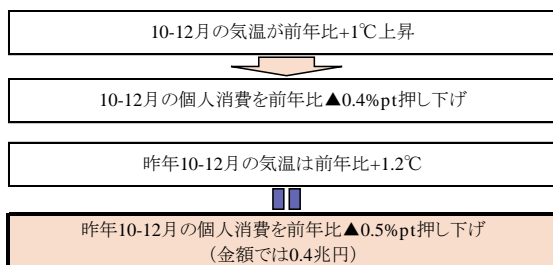 10-12月の気温が前年比+1℃上昇
10-12月の個人消費を前年比▲0.4%pt押し下げ
昨年10-12月の気温は前年比+1.2℃
昨年10-12月の個人消費を前年比▲0.5%pt押し下げ
（金額では0.4兆円）